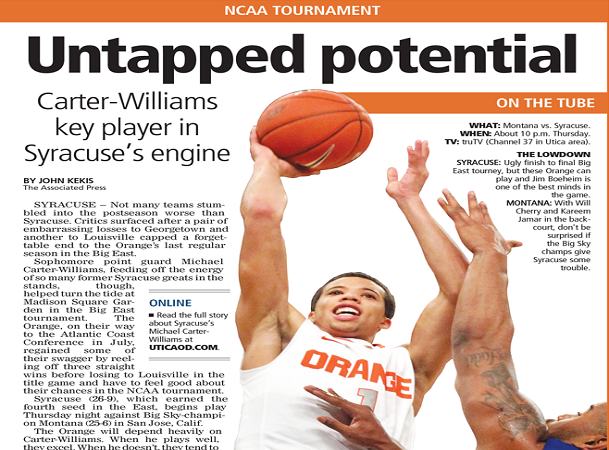 NCAA TOURNAMENT
Untapped potential
Carter-Williams
key player in
Syracuse’s engine
BY JOHN KEKIS
The Associated Press
SYRACUSE – Not many teams stum-
bled into the postseason worse than
Syracuse. Critics surfaced after a pair of
embarrassing losses to Georgetown and
another to Louisville capped a forget-
table end to the Orange’s last regular
season in the Big East.
Sophomore point guard Michael
Carter-Williams, feeding off the energy
of so many former Syracuse greats in the
stands, though,
helped turn the tide at
Madison Square Gar-
den in the Big East
tournament. The
Orange, on their way
to the Atlantic Coast
Conference in July,
regained some of
their swagger by reel-
ing off three straight
wins before losing to Louisville in the
title game and have to feel good about
their chances in the NCAA tournament.
Syracuse (26-9), which earned the
fourth seed in the East, begins play
Thursday night against Big Sky-champi-
on Montana (25-6) in San Jose, Calif.
The Orange will depend heavily on
Carter-Williams. When he plays well,
they excel. When he doesn’t, they tend to
ONLINE
■ Read the full story
about Syracuse’s
Michael Carter-
Williams at
UTICAOD.COM.
ON THE TUBE
WHAT: Montana vs. Syracuse.
WHEN: About 10 p.m. Thursday.
TV: truTV (Channel 37 in Utica area).
THE LOWDOWN
SYRACUSE: Ugly finish to final Big
East tourney, but these Orange can
play and Jim Boeheim is
one of the best minds in
the game.
MONTANA: With Will
Cherry and Kareem
Jamar in the back-
court, don’t be
surprised if
the Big Sky
champs give
Syracuse some
trouble.
ORANGE
1